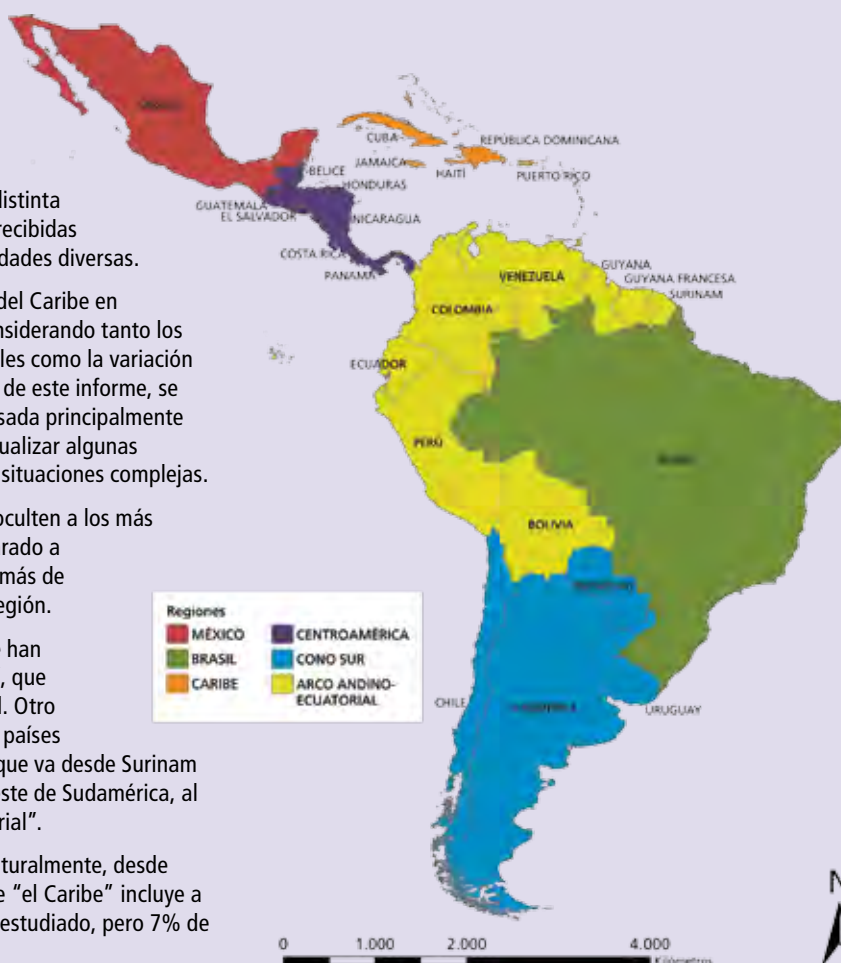 distinta
recibidas
dades diversas.
del Caribe en
nsiderando tanto los
les como la variación
de este informe, se
sada principalmente
ualizar algunas
situaciones complejas.
oculten a los más
rado a
más de
egión.
han
, que
. Otro
países
que va desde Surinam
ste de Sudamérica, al
rial”.
turalmente, desde
e “el Caribe” incluye a
estudiado, pero 7% de
CUBA
REPÚBLICA DOMINICANA
JAMAICA
HAITÍ
PUERTO RICO
BELICE
HONDURAS
GUATEMALA
EL SALVADOR
NICARAGUA
COSTA RICA
PANAMÁ
VENEZUELA
GUYANA
GUYANA FRANCESA
SURINAM
COLOMBIA
ECUADOR
PERÚ
BOLIVIA
CHILE
URUGUAY
Regiones
MÉXICO
BRASIL
CARIBE
CENTROAMÉRICA
CONO SUR
ARCO ANDINO-
ECUATORIAL
N
0 1.000 2.000 4.000
Kilómetros